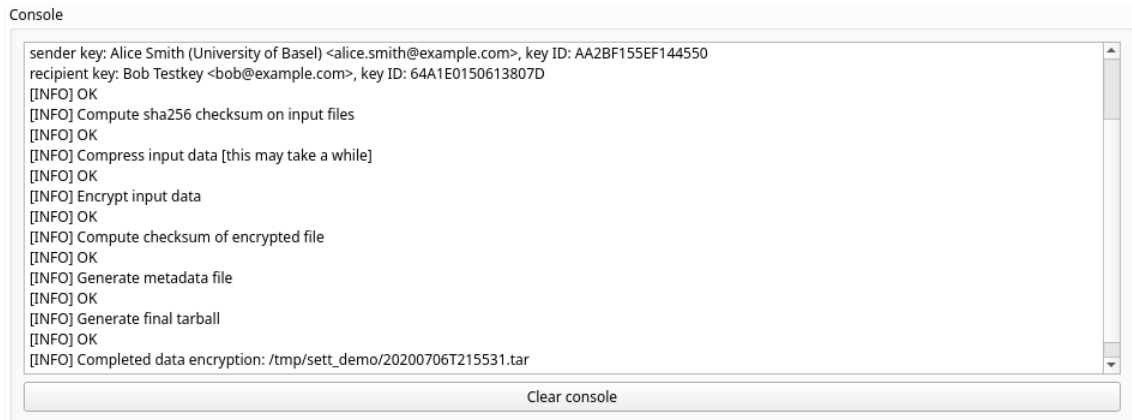 Console
sender key: Alice Smith (University of Basel) <alice.smith@example.com>, key ID: AA2BF155EF144550
recipient key: Bob Testkey <bob@example.com>, key ID: 64A1E0150613807D
[INFO] OK
[INFO] Compute sha256 checksum on input files
[INFO] OK
[INFO] Compress input data [this may take a while]
[INFO] OK
[INFO] Encrypt input data
[INFO] OK
[INFO] Compute checksum of encrypted file
[INFO] OK
[INFO] Generate metadata file
[INFO] OK
[INFO] Generate final tarball
[INFO] OK
[INFO] Completed data encryption: /tmp/sett_demo/20200706T215531.tar
Clear console